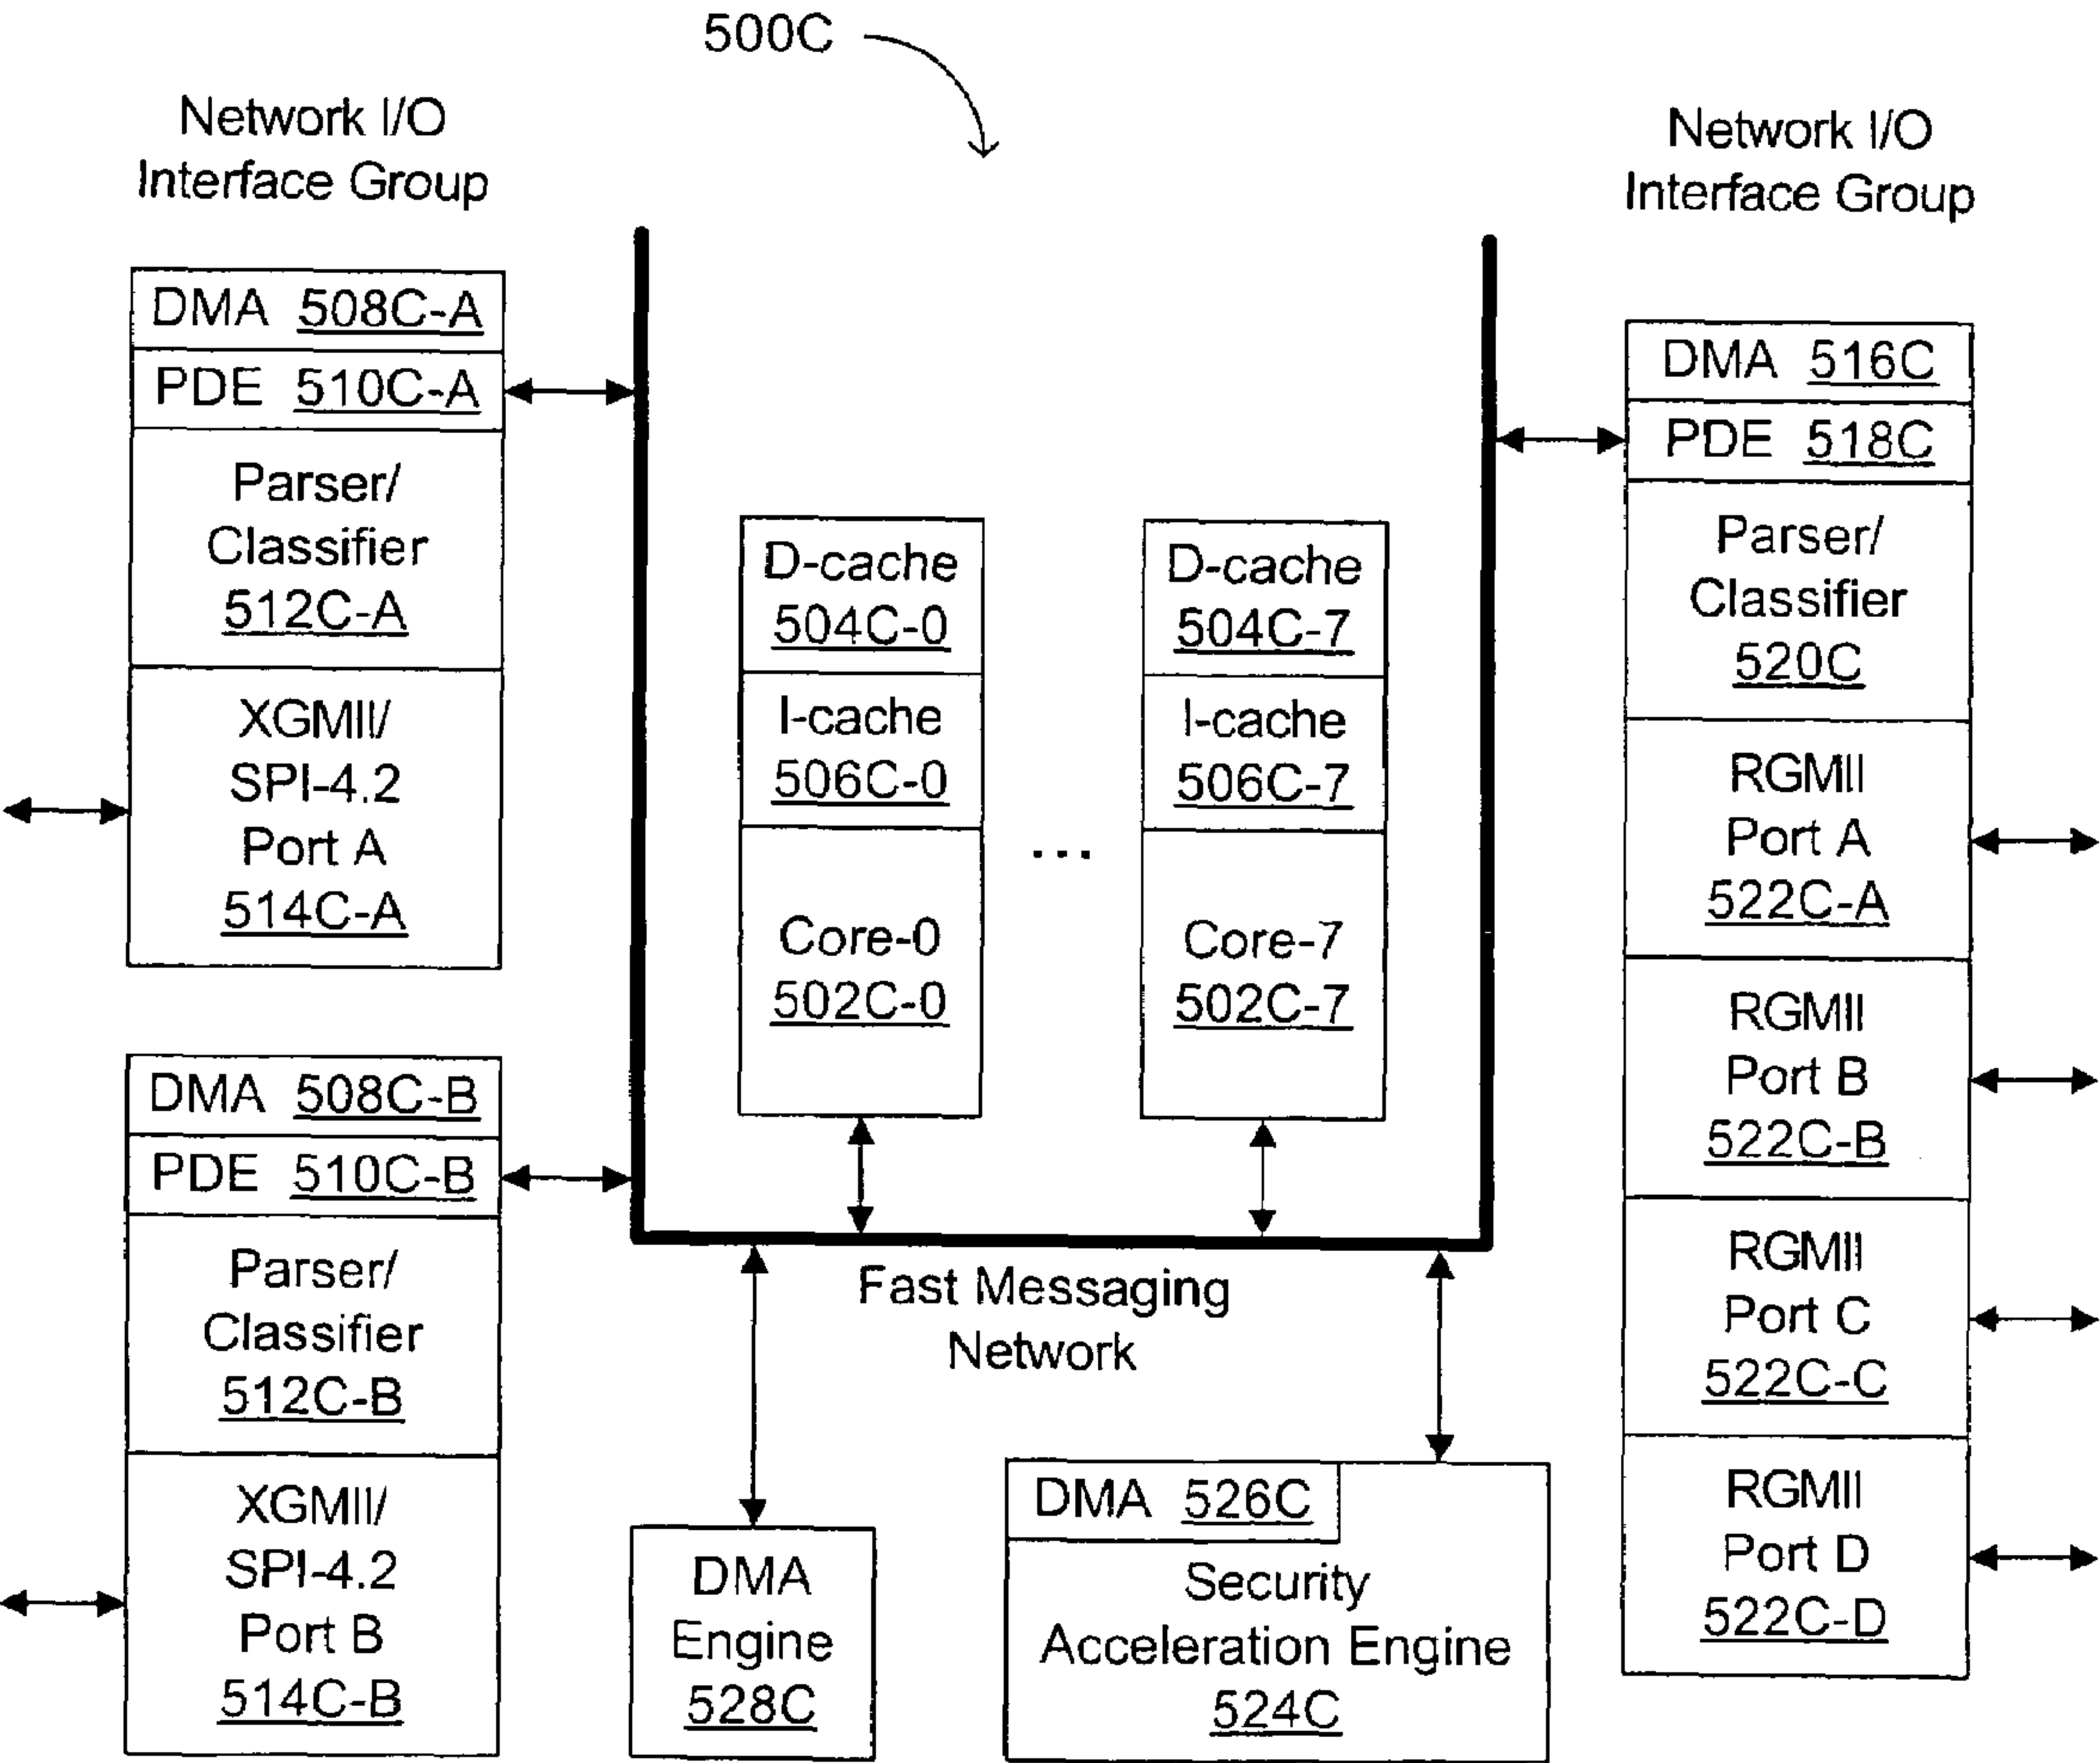 500C
Network I/O
Interface Group
DMA 508C-A
PDE 510C-A
Parser/
Classifier
512C-A
XGMII/
SPI-4.2
Port A
514C-A
DMA 508C-B
PDE 510C-B
Parser/
Classifier
512C-B
XGMII/
SPI-4.2
Port B
514C-B
D-cache
504C-0
I-cache
506C-0
Core-0
502C-0
...
D-cache
504C-7
I-cache
506C-7
Core-7
502C-7
Fast Messaging
Network
DMA
Engine
528C
DMA 526C
Security
Acceleration Engine
524C
Network I/O
Interface Group
DMA 516C
PDE 518C
Parser/
Classifier
520C
RGMII
Port A
522C-A
RGMII
Port B
522C-B
RGMII
Port C
522C-C
RGMII
Port D
522C-D